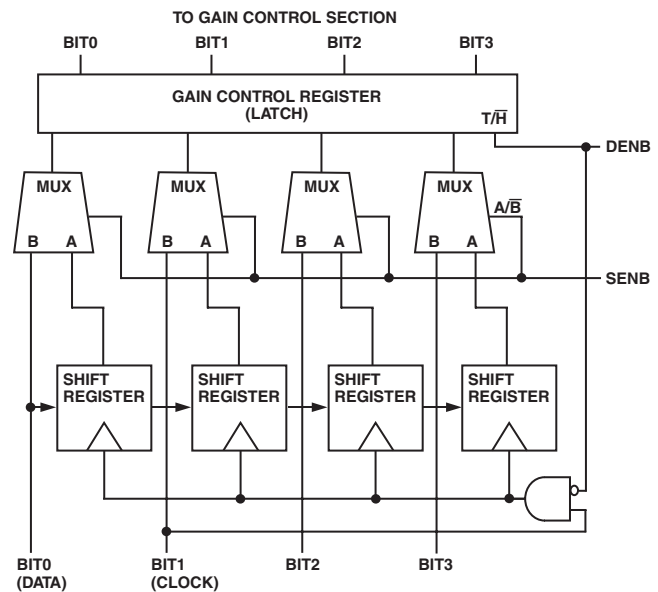 TO GAIN CONTROL SECTION
BIT0 BIT1 BIT2 BIT3
GAIN CONTROL REGISTER
(LATCH)
T/H̅
DENB
MUX MUX MUX MUX
A/B̅
B A B A B A B A
SENB
SHIFT REGISTER
SHIFT REGISTER
SHIFT REGISTER
SHIFT REGISTER
BIT0
(DATA)
BIT1
(CLOCK)
BIT2
BIT3